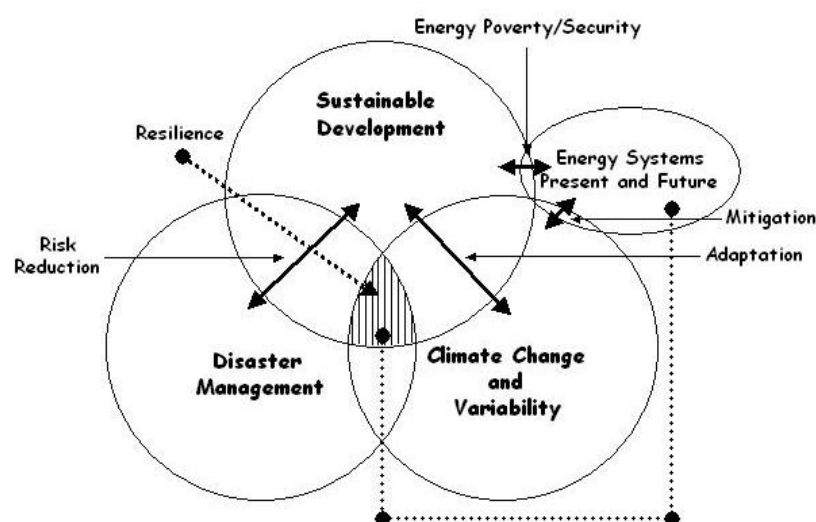 Energy Poverty/Security
Sustainable
Development
Resilience
Energy Systems
Present and Future
Mitigation
Risk
Reduction
Adaptation
Disaster
Management
Climate Change
and
Variability